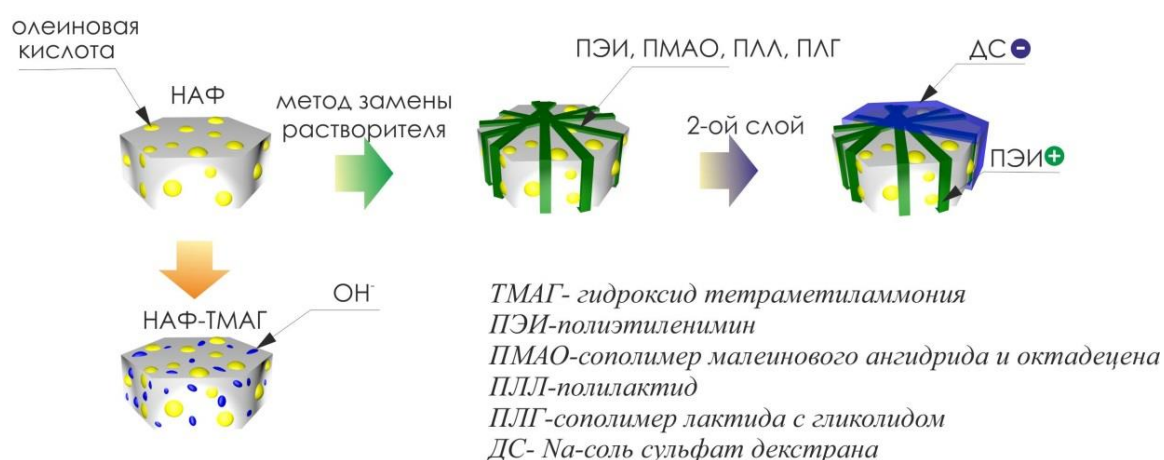 олеиновая
кислота
НАФ
метод замены
растворителя
ПЭИ, ПМАО, ПЛЛ, ПЛГ
2-ой слой
ДС -
ПЭИ +
НАФ-ТМАГ
OH⁻
ТМАГ- гидроксид тетраметиламмония
ПЭИ-полиэтиленимин
ПМАО-сополимер малеинового ангидрида и октадецена
ПЛЛ-полилактид
ПЛГ-сополимер лактида с гликолидом
ДС- Na-соль сульфат декстрана